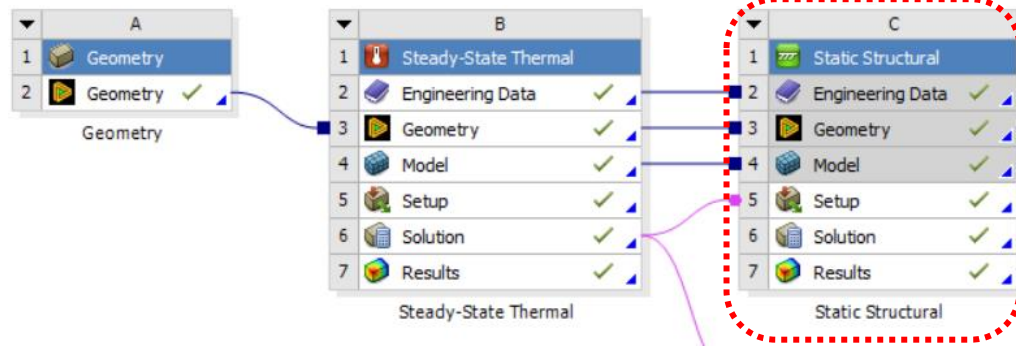 A
1 Geometry
2 Geometry
Geometry
B
1 Steady-State Thermal
2 Engineering Data
3 Geometry
4 Model
5 Setup
6 Solution
7 Results
Steady-State Thermal
C
1 Static Structural
2 Engineering Data
3 Geometry
4 Model
5 Setup
6 Solution
7 Results
Static Structural